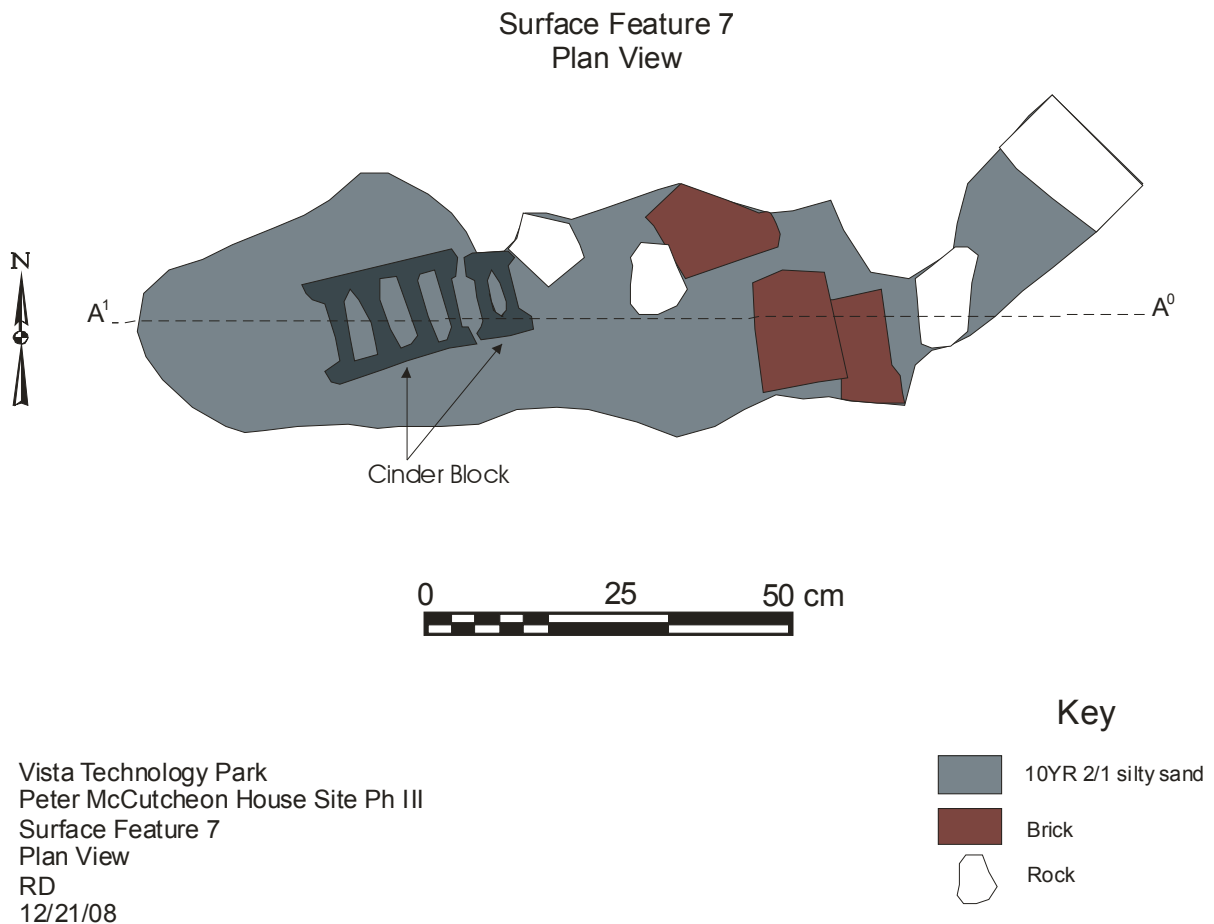 Surface Feature 7
Plan View
N
A¹
A⁰
Cinder Block
0 25 50 cm
Key
10YR 2/1 silty sand
Brick
Rock
Vista Technology Park
Peter McCutcheon House Site Ph III
Surface Feature 7
Plan View
RD
12/21/08